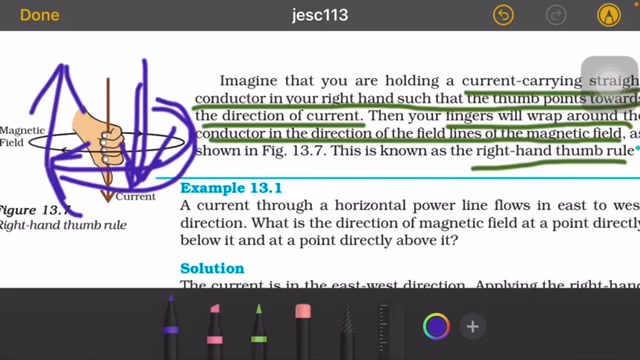 Done
jesc113
Imagine that you are holding a current-carrying straigh
conductor in your right hand such that the thumb points towards
the direction of current. Then your fingers will wrap around the
conductor in the direction of the field lines of the magnetic field, as
shown in Fig. 13.7. This is known as the right-hand thumb rule*
Magnetic
Field
Current
Figure 13.7
Right-hand thumb rule
Example 13.1
A current through a horizontal power line flows in east to wes
direction. What is the direction of magnetic field at a point directly
below it and at a point directly above it?
Solution
The current is in the east-west direction. Applying the right-hand